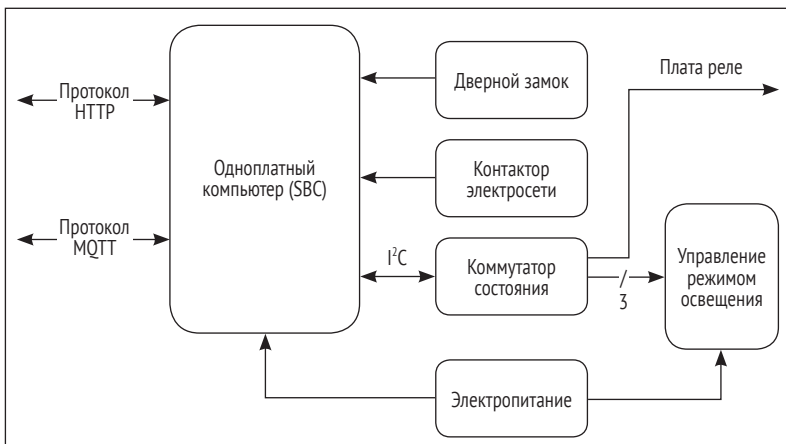 Протокол
HTTP
Протокол
MQTT
Одноплатный
компьютер (SBC)
Дверной замок
Контактор
электросети
I²C
Коммутатор
состояния
Электропитание
Плата реле
/
3
Управление
режимом
освещения